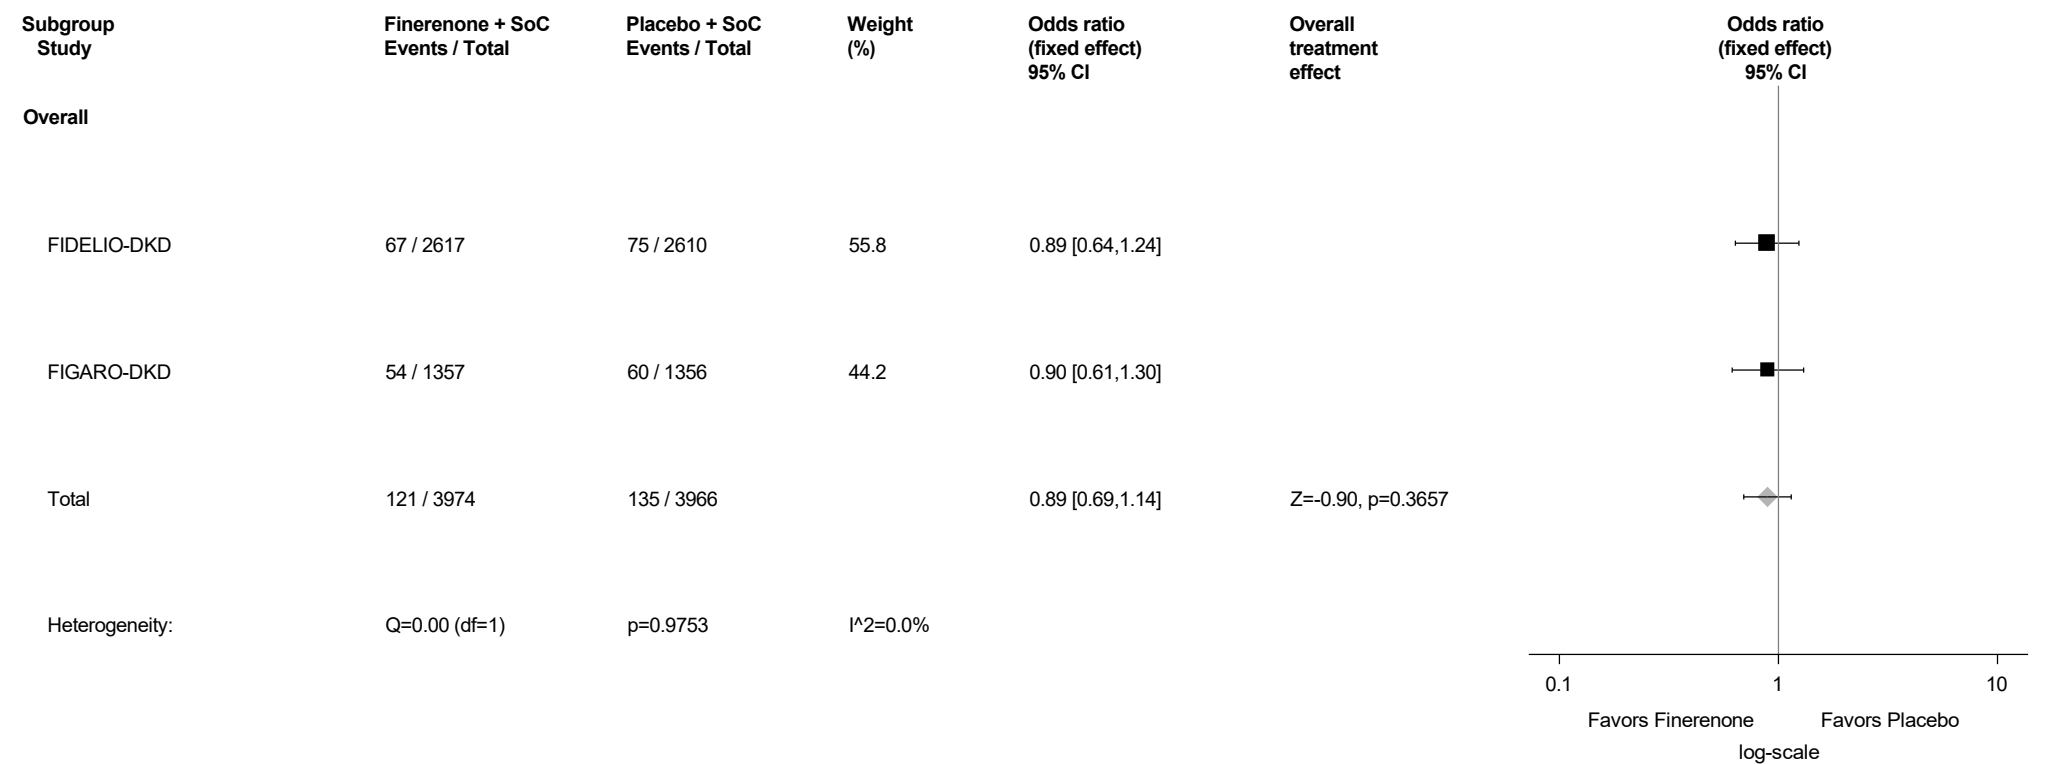 Subgroup Finerenone + SoC Placebo + SoC Weight Odds ratio Overall Odds ratio
Study Events / Total Events / Total (%) (fixed effect) treatment (fixed effect)
95% CI effect 95% CI
Overall
FIDELIO-DKD 67 / 2617 75 / 2610 55.8 0.89 [0.64,1.24]
FIGARO-DKD 54 / 1357 60 / 1356 44.2 0.90 [0.61,1.30]
Total 121 / 3974 135 / 3966 0.89 [0.69,1.14] Z=-0.90, p=0.3657
Heterogeneity: Q=0.00 (df=1) p=0.9753 I^2=0.0%
0.1 1 10
Favors Finerenone Favors Placebo
log-scale